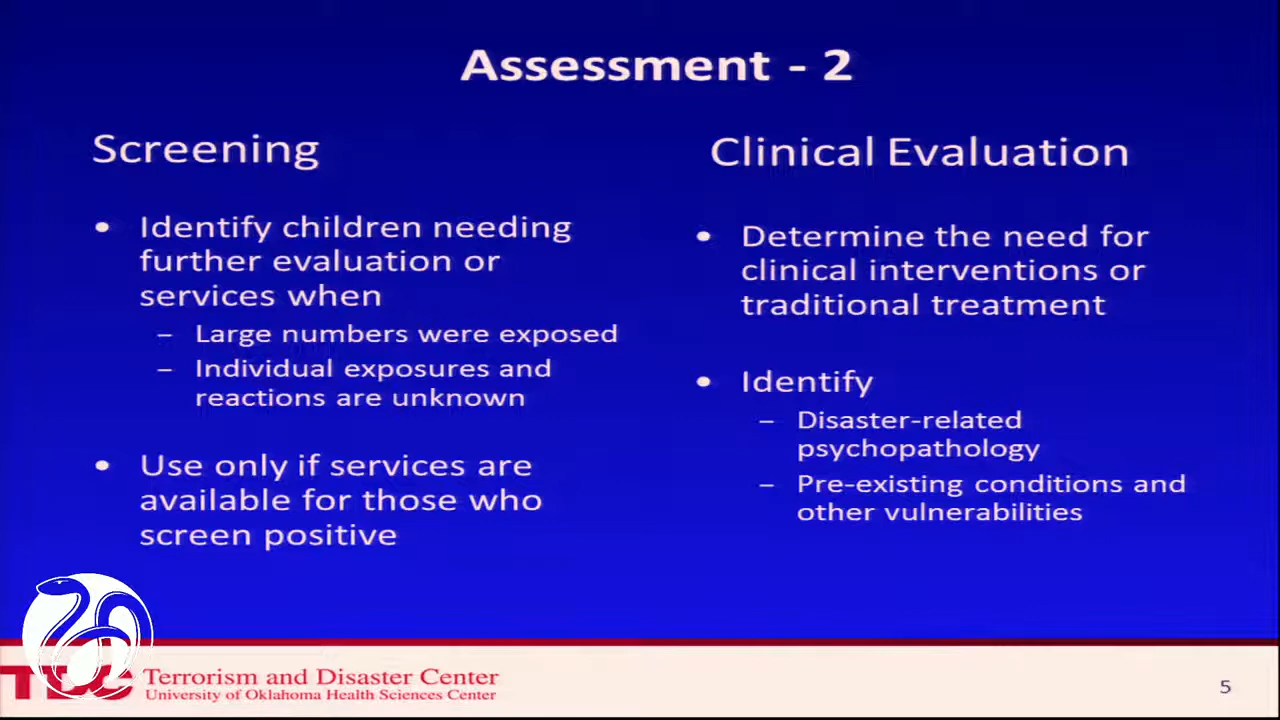 Assessment - 2
Screening
• Identify children needing
further evaluation or
services when
– Large numbers were exposed
– Individual exposures and
reactions are unknown
• Use only if services are
available for those who
screen positive
Clinical Evaluation
• Determine the need for
clinical interventions or
traditional treatment
• Identify
– Disaster-related
psychopathology
– Pre-existing conditions and
other vulnerabilities
Terrorism and Disaster Center
University of Oklahoma Health Sciences Center
5